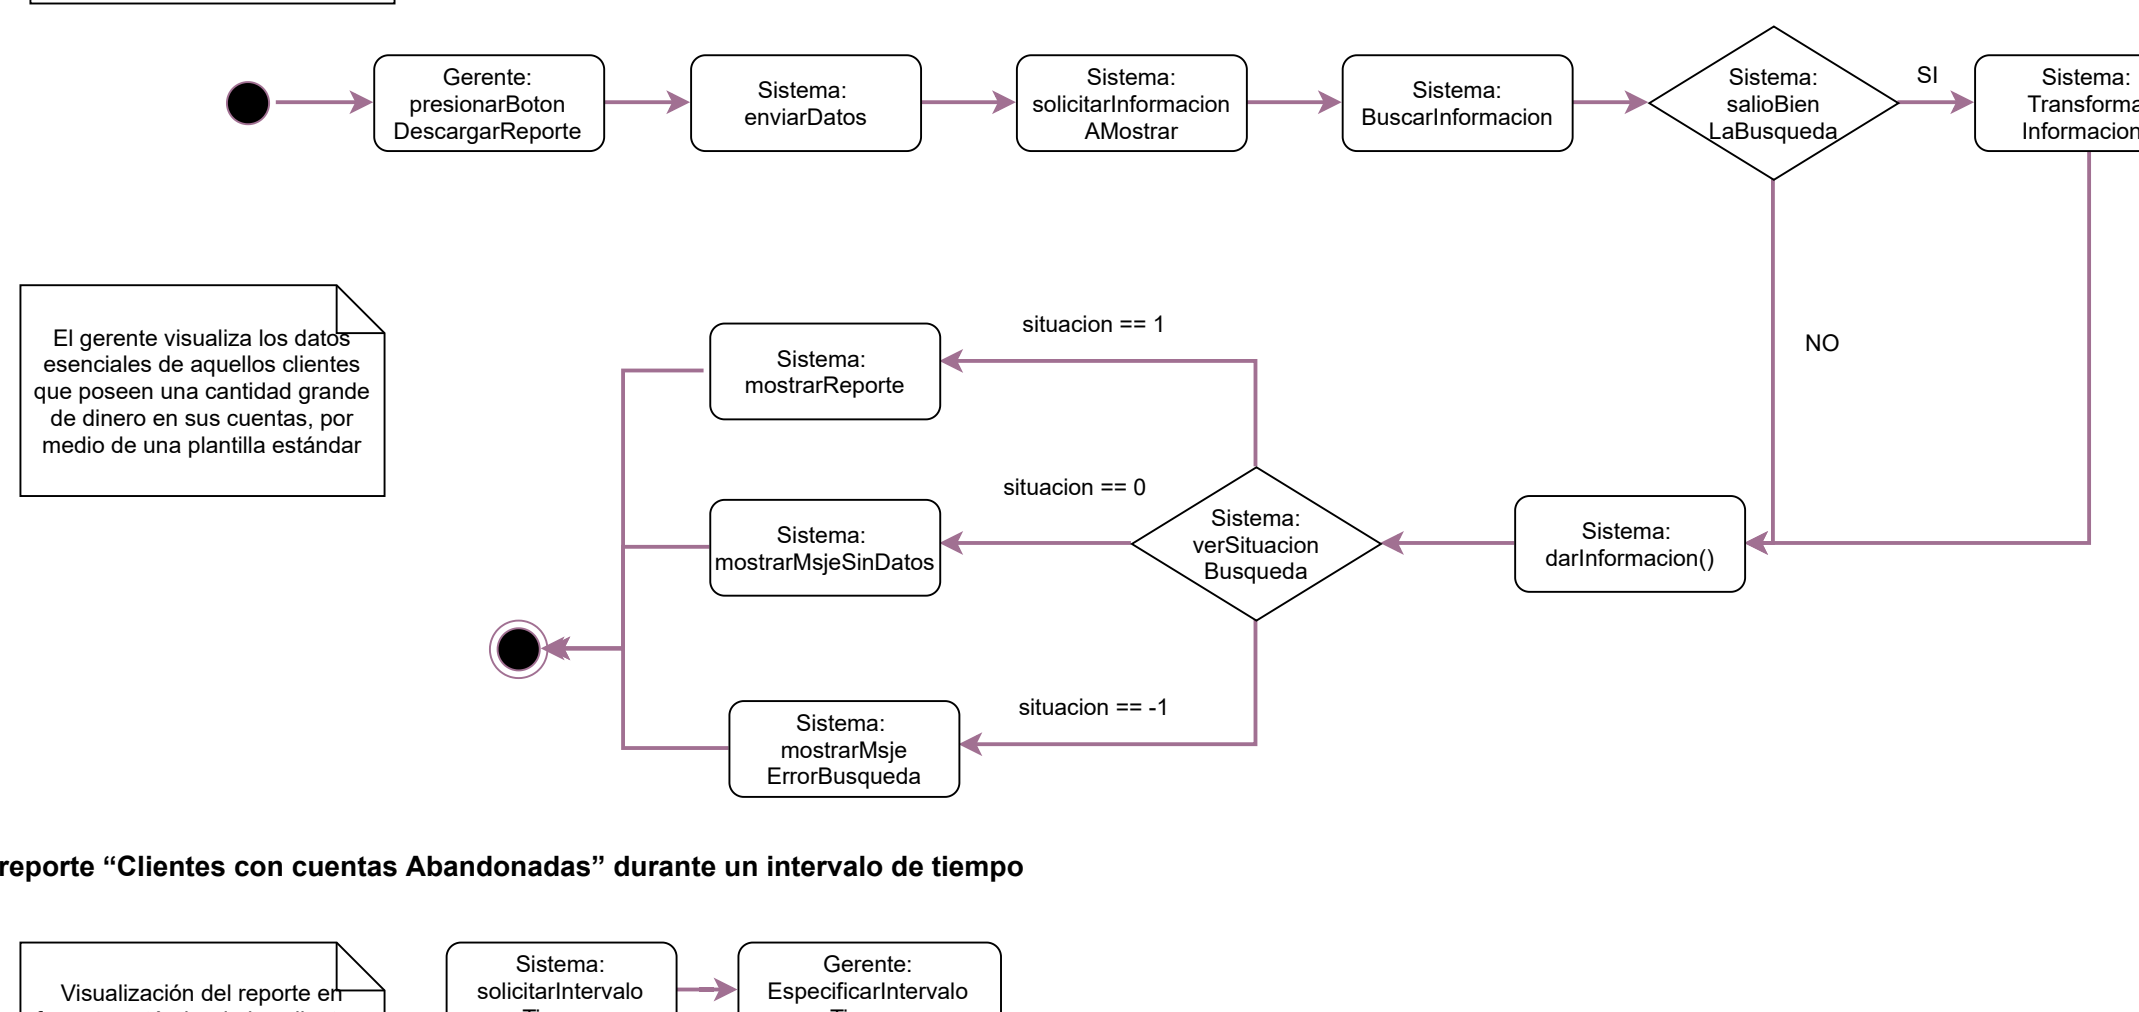 Gerente:
presionarBoton
DescargarReporte
Sistema:
enviarDatos
Sistema:
solicitarInformacion
AMostrar
Sistema:
BuscarInformacion
Sistema:
salioBien
LaBusqueda
SI
Sistema:
Transforma
Informacion
NO
El gerente visualiza los datos
esenciales de aquellos clientes
que poseen una cantidad grande
de dinero en sus cuentas, por
medio de una plantilla estándar
situacion == 1
Sistema:
mostrarReporte
situacion == 0
Sistema:
mostrarMsjeSinDatos
Sistema:
verSituacion
Busqueda
Sistema:
darInformacion()
situacion == -1
Sistema:
mostrarMsje
ErrorBusqueda
reporte “Clientes con cuentas Abandonadas” durante un intervalo de tiempo
Visualización del reporte en
Sistema:
solicitarIntervalo
Gerente:
EspecificarIntervalo